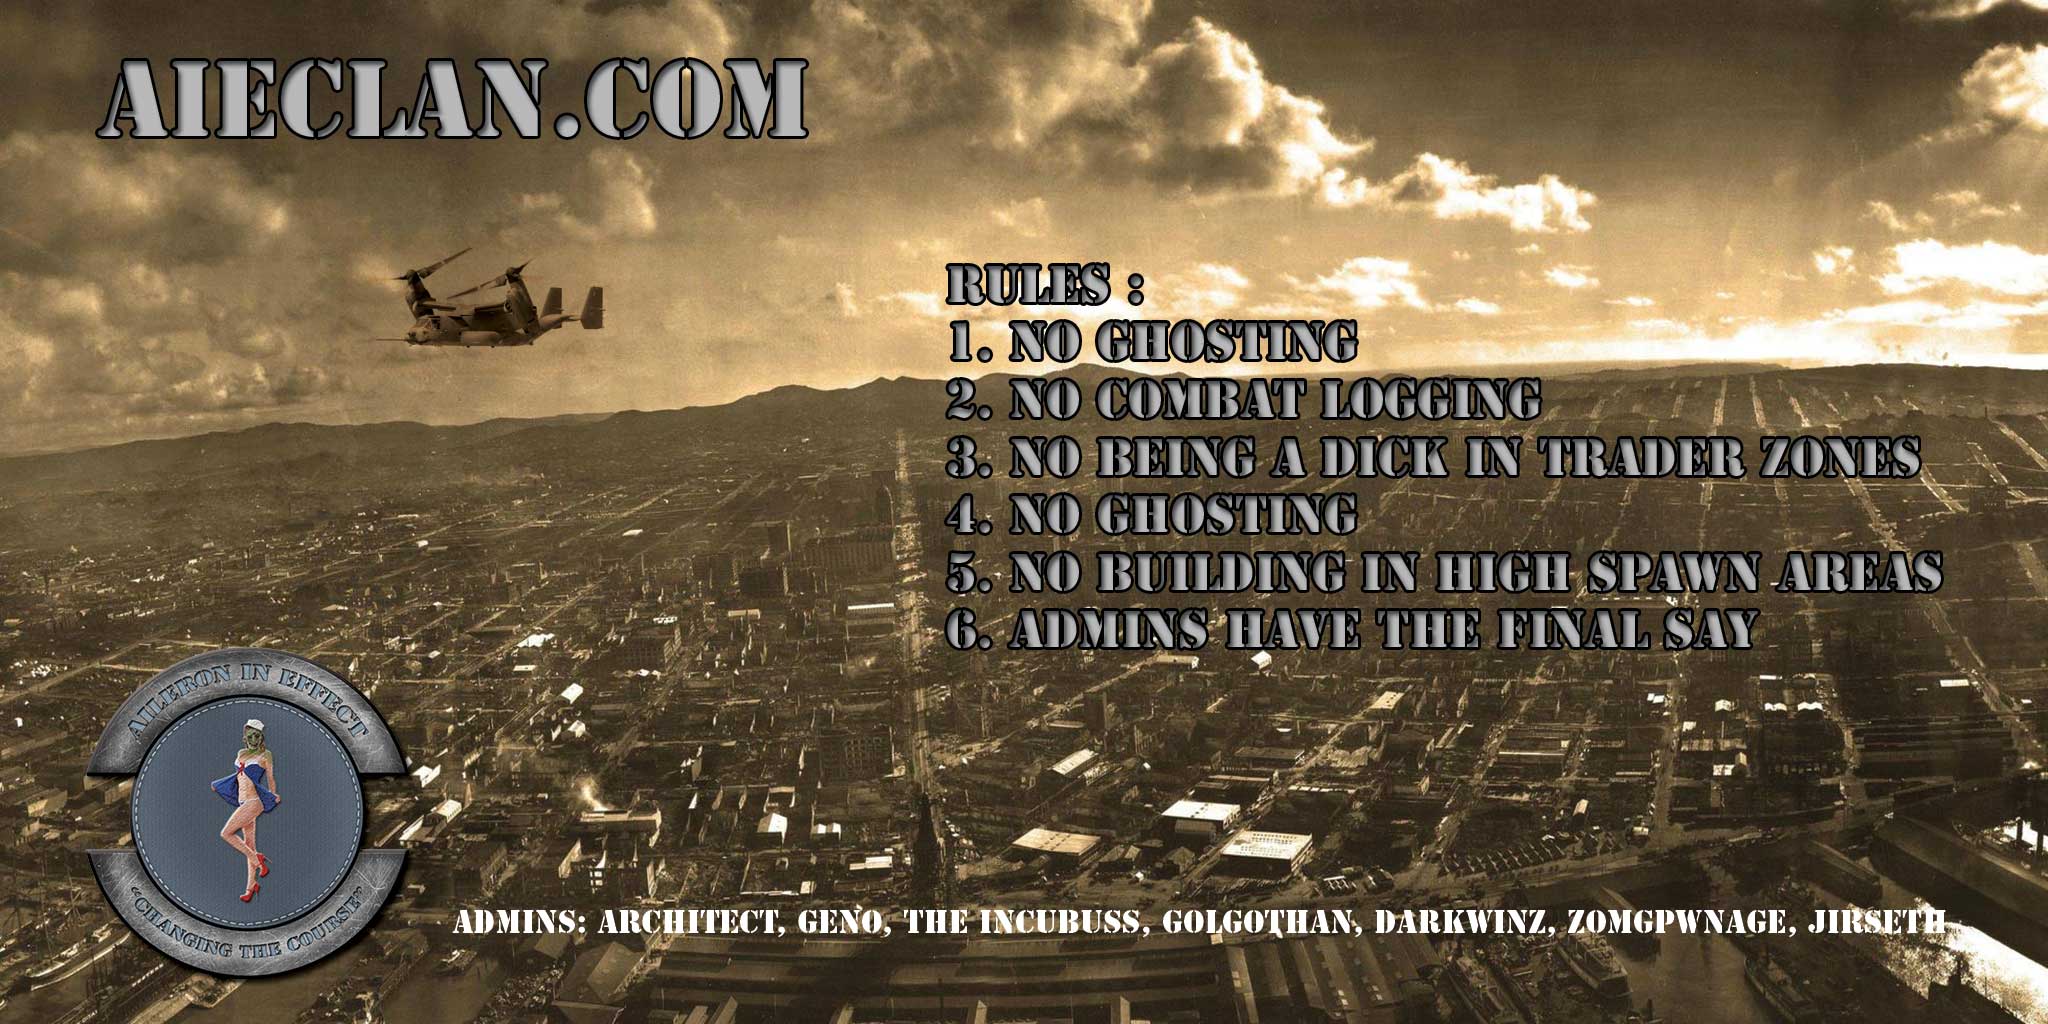 AIECLAN.COM
RULES :
1. NO GHOSTING
2. NO COMBAT LOGGING
3. NO BEING A DICK IN TRADER ZONES
4. NO GHOSTING
5. NO BUILDING IN HIGH SPAWN AREAS
6. ADMINS HAVE THE FINAL SAY
AILERON IN EFFECT
"CHANGING THE COURSE"
ADMINS: ARCHITECT, GENO, THE INCUBUSS, GOLGOTHAN, DARKWINZ, ZOMGPWNAGE, JIRSETH